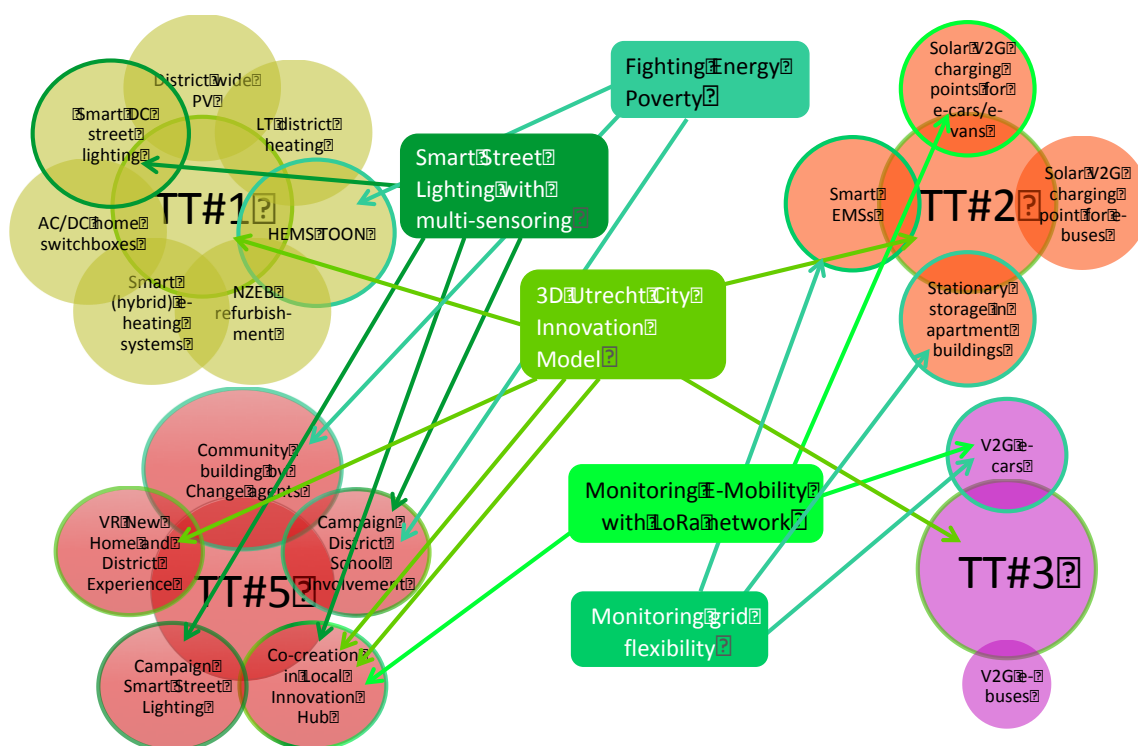 District wide
PV
Smart DC
street
lighting
LT district
heating
TT#1
HEMS TOON
AC/DC home
switchboxes
Smart
(hybrid) e-
heating
systems
NZEB
refurbish-
ment
Fighting Energy
Poverty
Smart Street
Lighting with
multi-sensoring
3D Utrecht City
Innovation
Model
Monitoring E-Mobility
with LoRa network
Monitoring grid
flexibility
Solar V2G
charging
points for
e-cars/e-
vans
Smart
EMSs
TT#2
Solar V2G
charging
point for e-
buses
Stationary
storage in
apartment
buildings
V2G e-
cars
TT#3
V2G e-
buses
Community
building by
Change agents
VR New
Home and
District
Experience
Campaign
District
School
Involvement
TT#5
Campaign
Smart Street
Lighting
Co-creation
in Local
Innovation
Hub